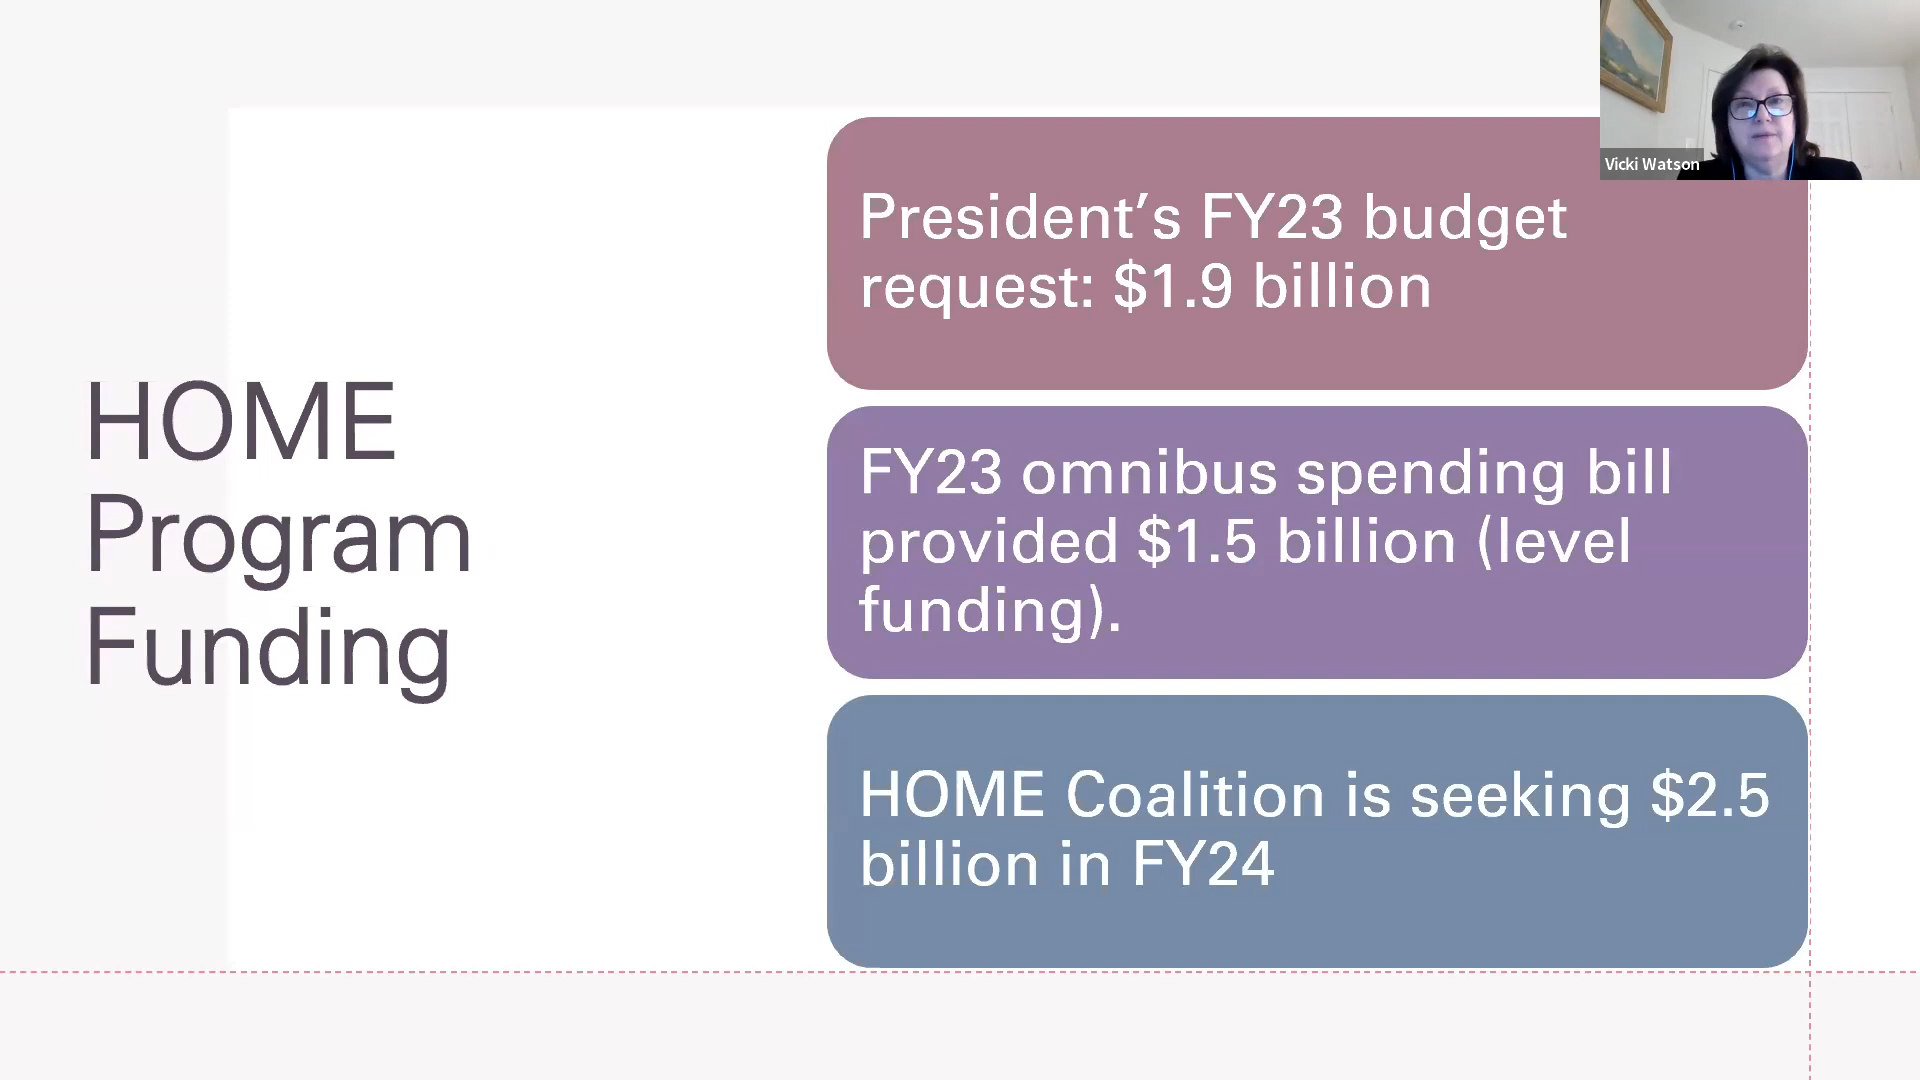 HOME
Program
Funding
President’s FY23 budget
request: $1.9 billion
FY23 omnibus spending bill
provided $1.5 billion (level
funding).
HOME Coalition is seeking $2.5
billion in FY24
Vicki Watson